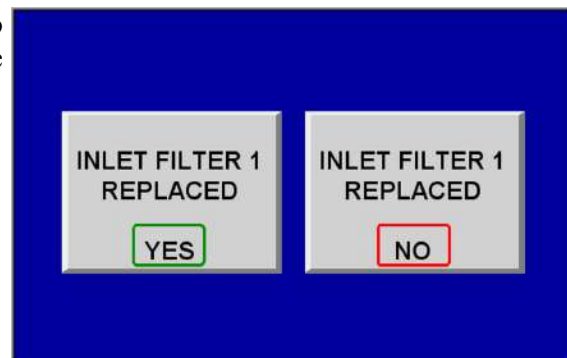 INLET FILTER 1
REPLACED
YES
INLET FILTER 1
REPLACED
NO